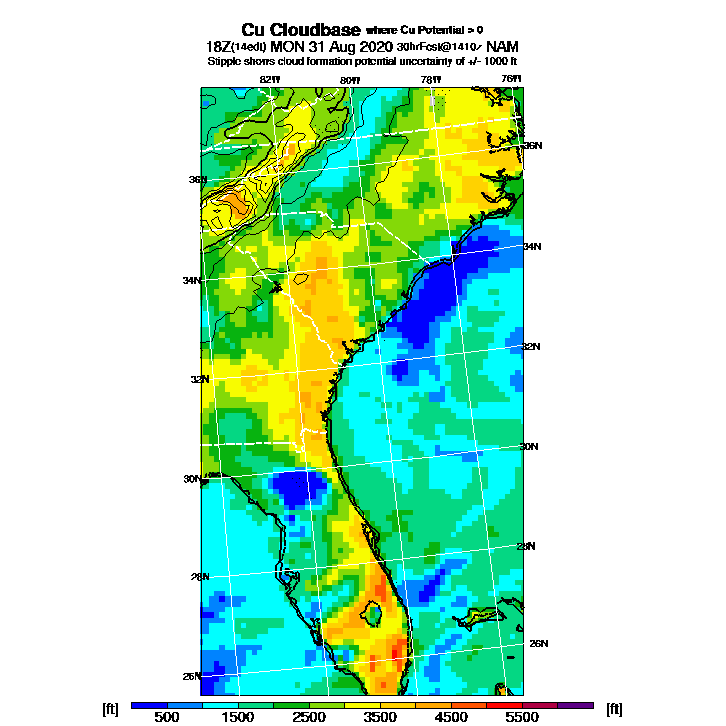 Cu Cloudbase where Cu Potential > 0
18Z(14edt) MON 31 Aug 2020 30hrFcst@1410z NAM
Stipple shows cloud formation potential uncertainty of +/- 1000 ft
82W 80W 78W 76W
36N
36N
34N
34N
32N
32N
30N
30N
28N
28N
26N
26N
[ft] [ft]
500 1500 2500 3500 4500 5500